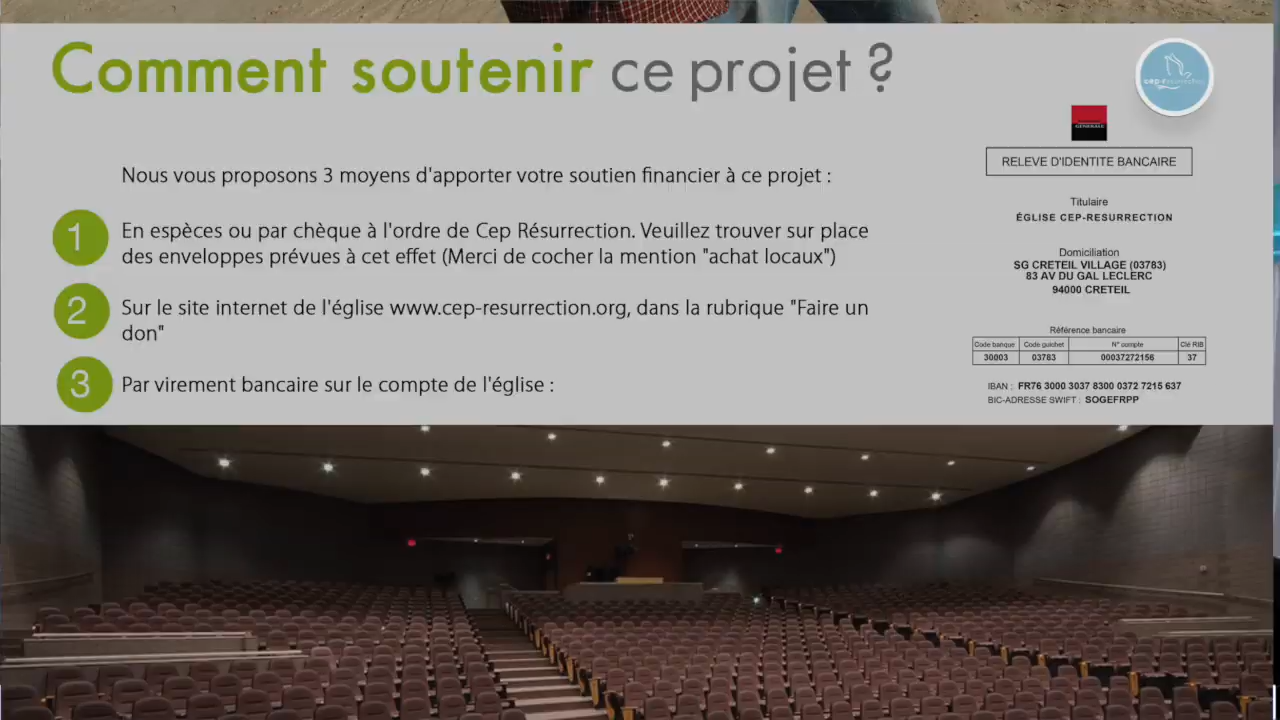 Comment soutenir ce projet ?
cep-resurrection
GENERALE
RELEVE D'IDENTITE BANCAIRE
Nous vous proposons 3 moyens d'apporter votre soutien financier à ce projet :
Titulaire
ÉGLISE CEP-RESURRECTION
1 En espèces ou par chèque à l'ordre de Cep Résurrection. Veuillez trouver sur place
des enveloppes prévues à cet effet (Merci de cocher la mention "achat locaux")
Domiciliation
SG CRETEIL VILLAGE (03783)
83 AV DU GAL LECLERC
94000 CRETEIL
2 Sur le site internet de l'église www.cep-resurrection.org, dans la rubrique "Faire un
don"
Référence bancaire
Code banque Code guichet N° compte Clé RIB
30003 03783 00037272156 37
3 Par virement bancaire sur le compte de l'église :
IBAN : FR76 3000 3037 8300 0372 7215 637
BIC-ADRESSE SWIFT : SOGEFRPP